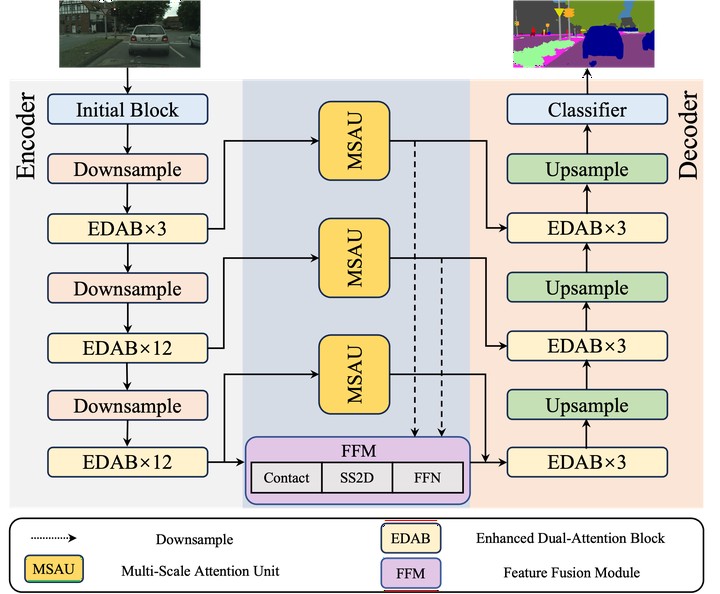 Encoder
Initial Block
Downsample
EDAB×3
Downsample
EDAB×12
Downsample
EDAB×12
MSAU
MSAU
MSAU
FFM
Contact SS2D FFN
Decoder
Classifier
Upsample
EDAB×3
Upsample
EDAB×3
Upsample
EDAB×3
Downsample
EDAB Enhanced Dual-Attention Block
MSAU Multi-Scale Attention Unit
FFM Feature Fusion Module